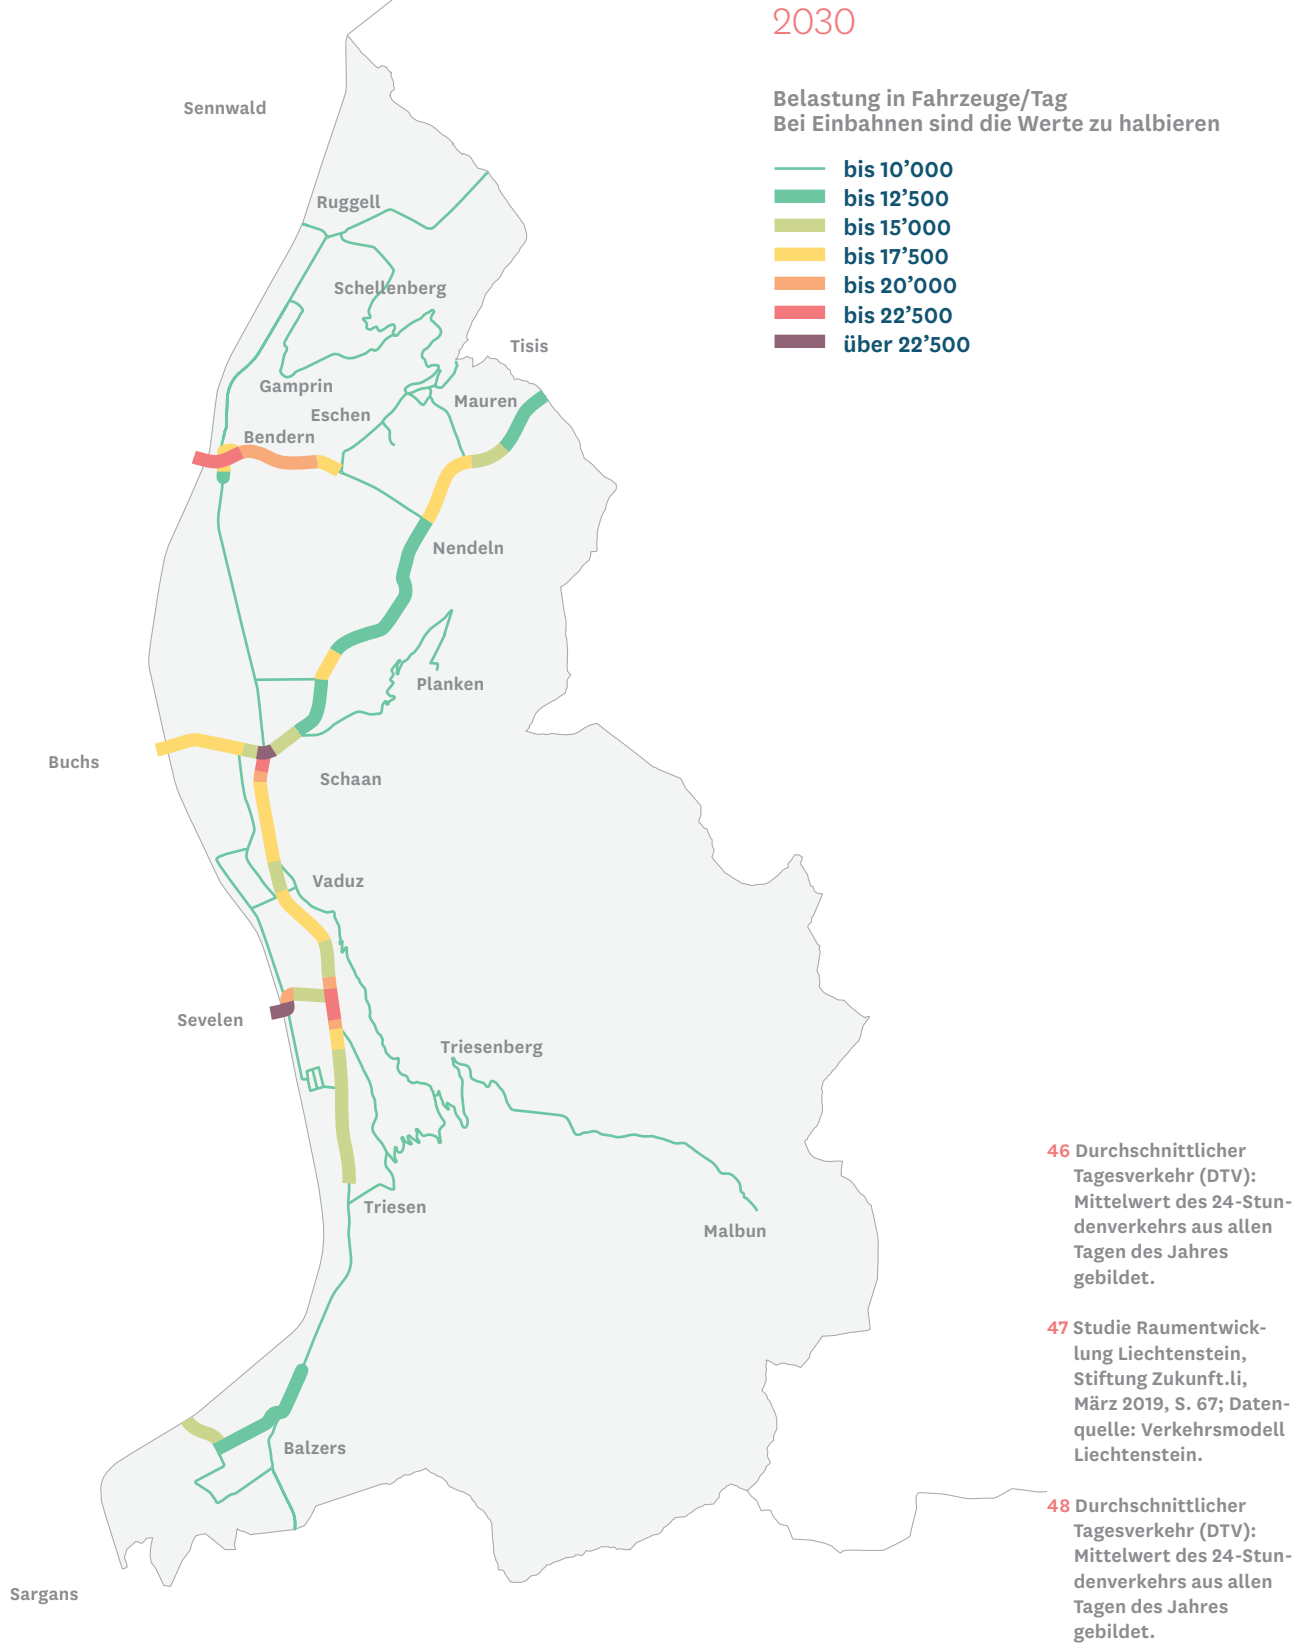 2030
Belastung in Fahrzeuge/Tag
Bei Einbahnen sind die Werte zu halbieren
bis 10’000
bis 12’500
bis 15’000
bis 17’500
bis 20’000
bis 22’500
über 22’500
Sennwald
Ruggell
Schellenberg
Tisis
Gamprin
Mauren
Eschen
Bendern
Nendeln
Planken
Buchs
Schaan
Vaduz
Sevelen
Triesenberg
Triesen
Malbun
Balzers
Sargans
46 Durchschnittlicher
Tagesverkehr (DTV):
Mittelwert des 24-Stun-
denverkehrs aus allen
Tagen des Jahres
gebildet.
47 Studie Raumentwick-
lung Liechtenstein,
Stiftung Zukunft.li,
März 2019, S. 67; Daten-
quelle: Verkehrsmodell
Liechtenstein.
48 Durchschnittlicher
Tagesverkehr (DTV):
Mittelwert des 24-Stun-
denverkehrs aus allen
Tagen des Jahres
gebildet.